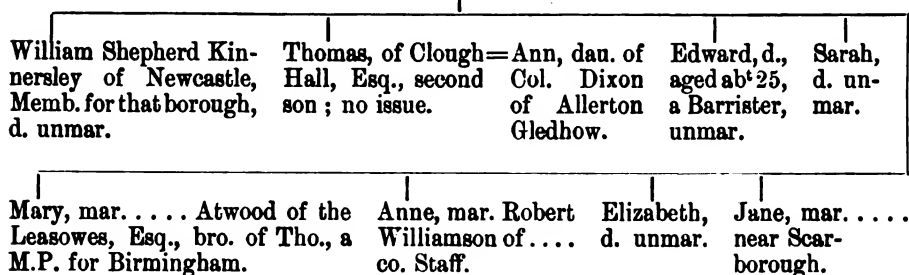 William Shepherd Kin-
nersley of Newcastle,
Memb. for that borough,
d. unmar.
Thomas, of Clough=
Hall, Esq., second
son ; no issue.
Ann, dau. of
Col. Dixon
of Allerton
Gledhow.
Edward, d.,
aged abᵗ 25,
a Barrister,
unmar.
Sarah,
d. un-
mar.
Mary, mar..... Atwood of the
Leasowes, Esq., bro. of Tho., a
M.P. for Birmingham.
Anne, mar. Robert
Williamson of....
co. Staff.
Elizabeth,
d. unmar.
Jane, mar.....
near Scar-
borough.